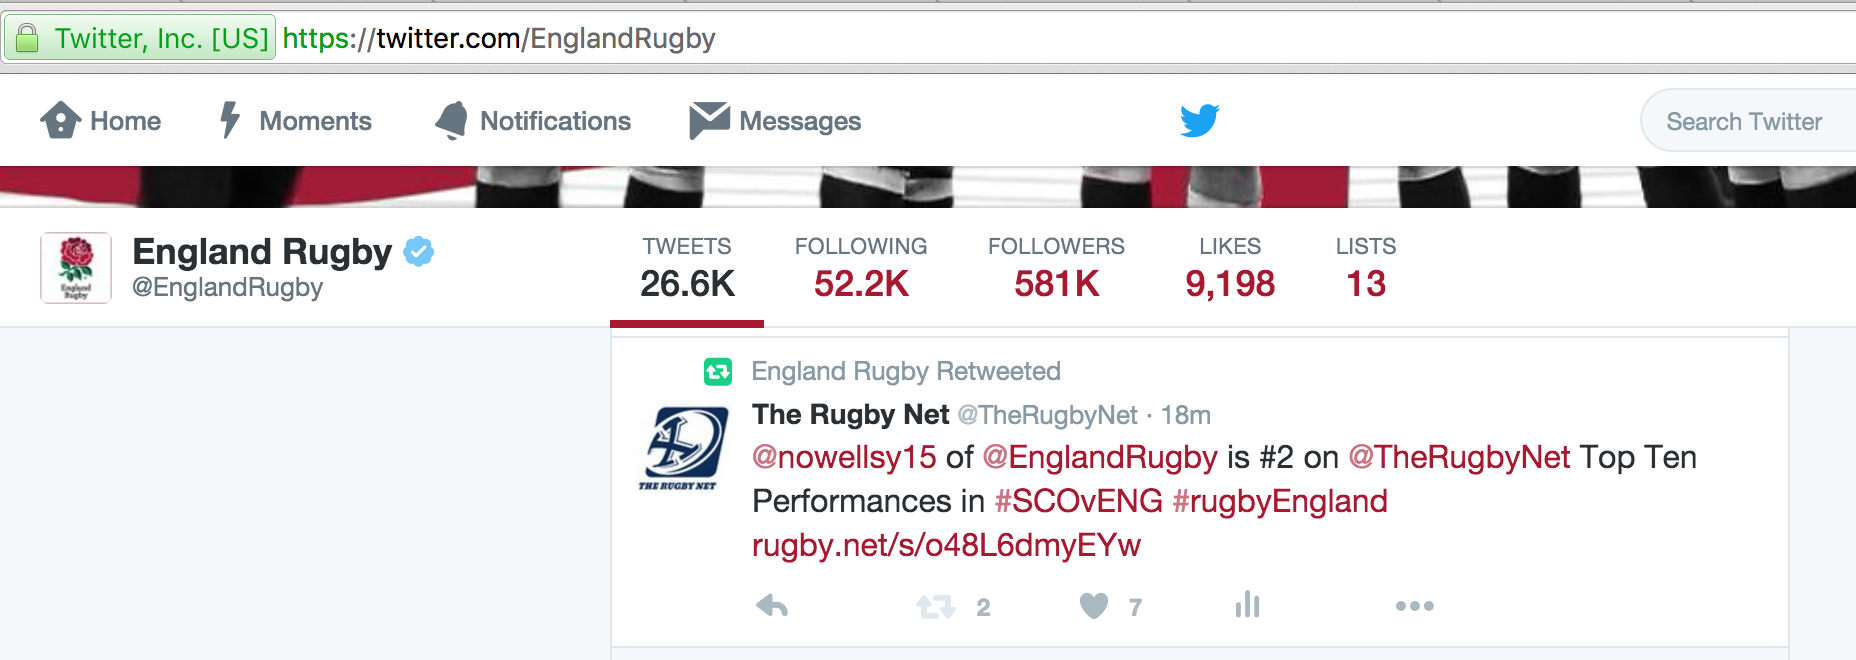 Twitter, Inc. [US] https://twitter.com/EnglandRugby
Home Moments Notifications Messages Search Twitter
England Rugby
@EnglandRugby
England
Rugby
TWEETS FOLLOWING FOLLOWERS LIKES LISTS
26.6K 52.2K 581K 9,198 13
England Rugby Retweeted
The Rugby Net @TheRugbyNet · 18m
@nowellsy15 of @EnglandRugby is #2 on @TheRugbyNet Top Ten
Performances in #SCOvENG #rugbyEngland
rugby.net/s/o48L6dmyEYw
THE RUGBY NET
2 7